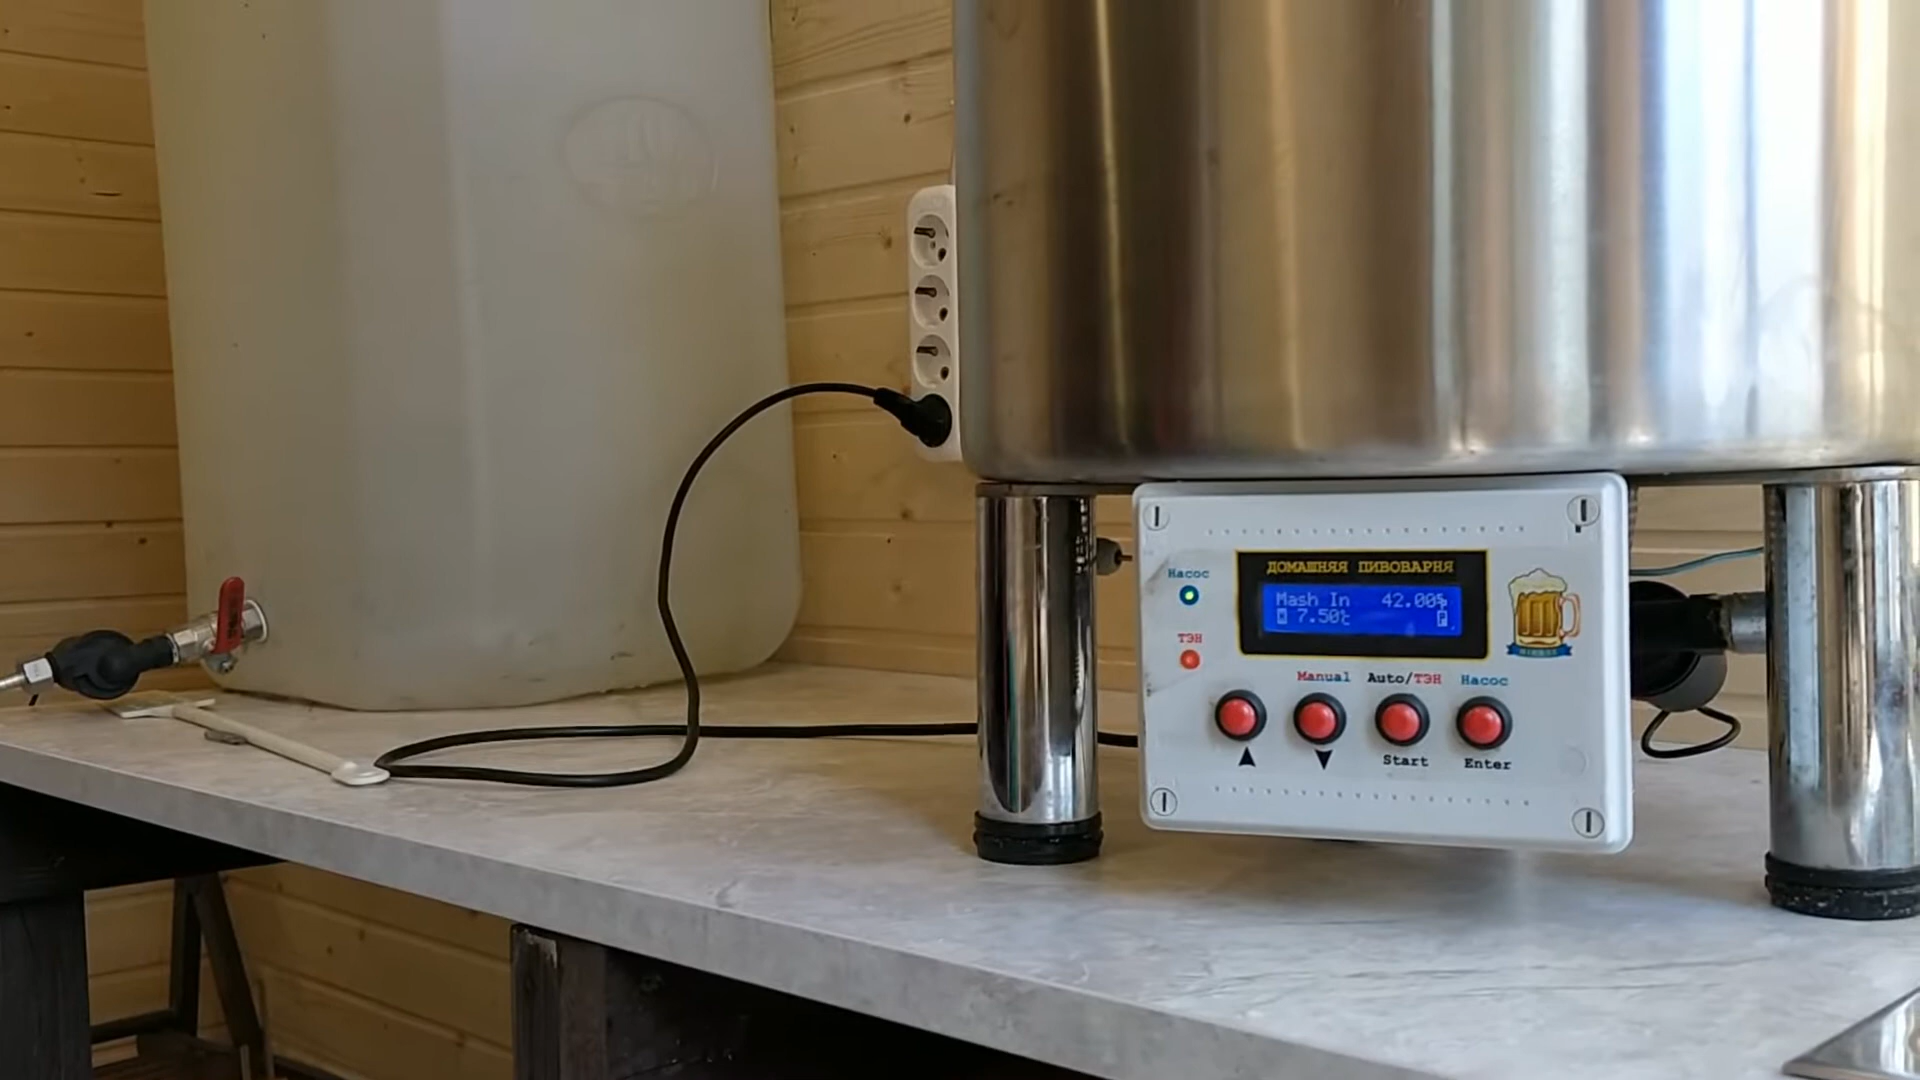 ДОМАШНЯЯ ПИВОВАРНЯ
Насос
Mash In 42.00
7.50
ТЭН
Manual Auto/ТЭН Насос
Start Enter